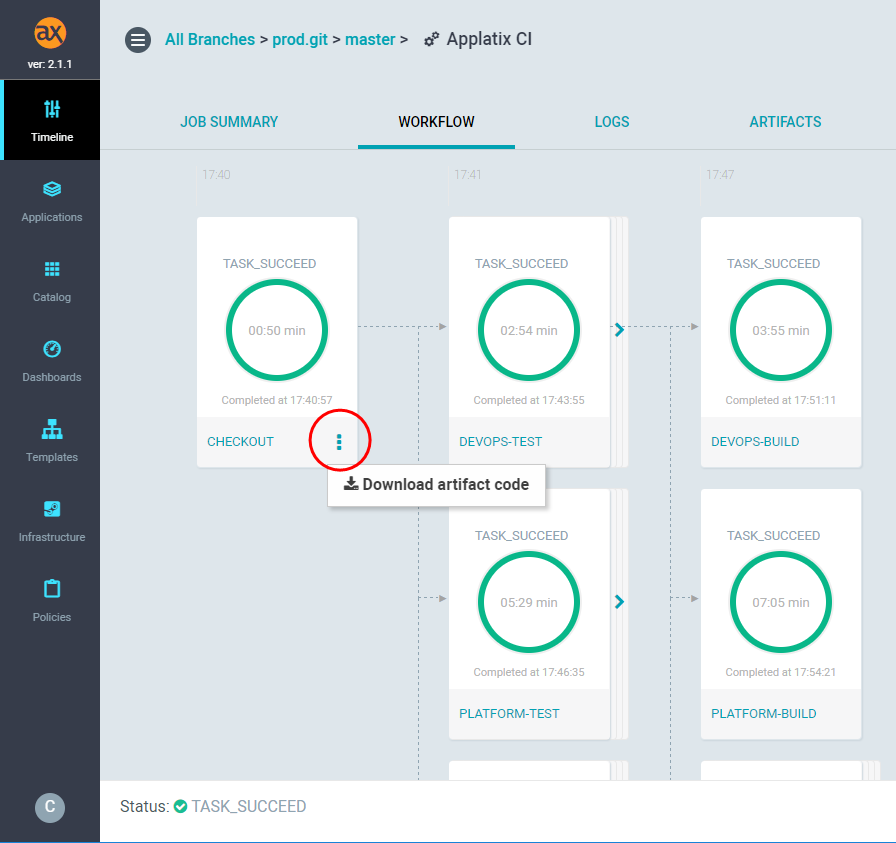 ax
ver: 2.1.1
Timeline
Applications
Catalog
Dashboards
Templates
Infrastructure
Policies
C
All Branches > prod.git > master > Applatix CI
JOB SUMMARY WORKFLOW LOGS ARTIFACTS
17:40 17:41 17:47
TASK_SUCCEED TASK_SUCCEED TASK_SUCCEED
00:50 min 02:54 min 03:55 min
Completed at 17:40:57 Completed at 17:43:55 Completed at 17:51:11
CHECKOUT DEVOPS-TEST DEVOPS-BUILD
Download artifact code
TASK_SUCCEED TASK_SUCCEED
05:29 min 07:05 min
Completed at 17:46:35 Completed at 17:54:21
PLATFORM-TEST PLATFORM-BUILD
Status: TASK_SUCCEED